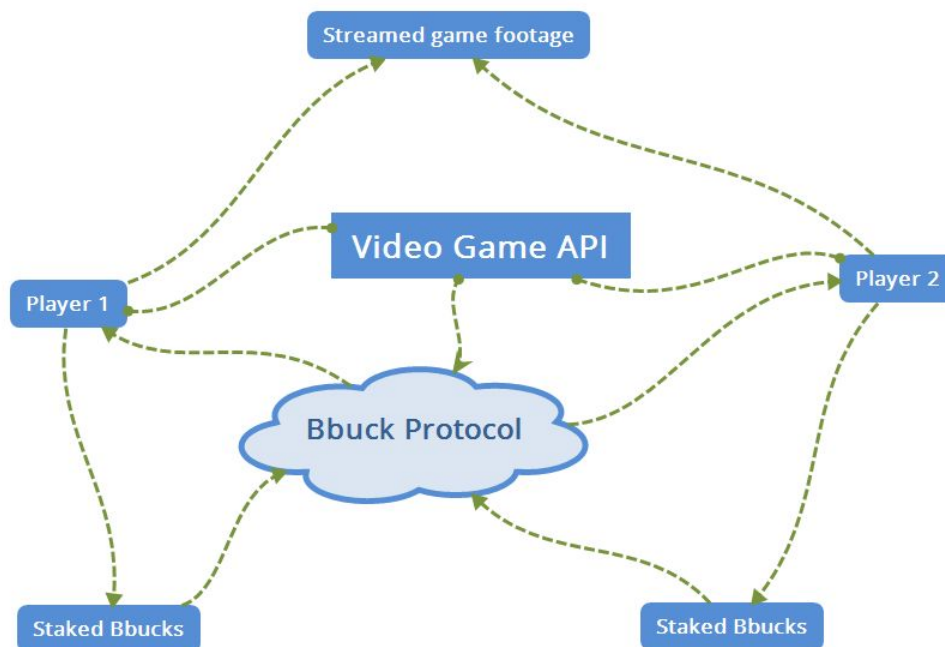 Streamed game footage
Video Game API
Player 1
Player 2
Bbuck Protocol
Staked Bbucks
Staked Bbucks